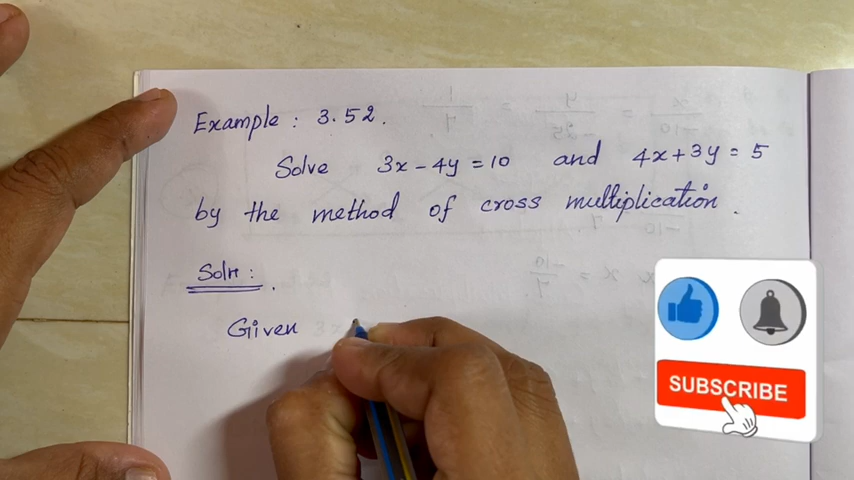 Example : 3.52.
Solve 3x - 4y = 10 and 4x + 3y = 5
by the method of cross multiplication.
Soln :
Given 3x
SUBSCRIBE